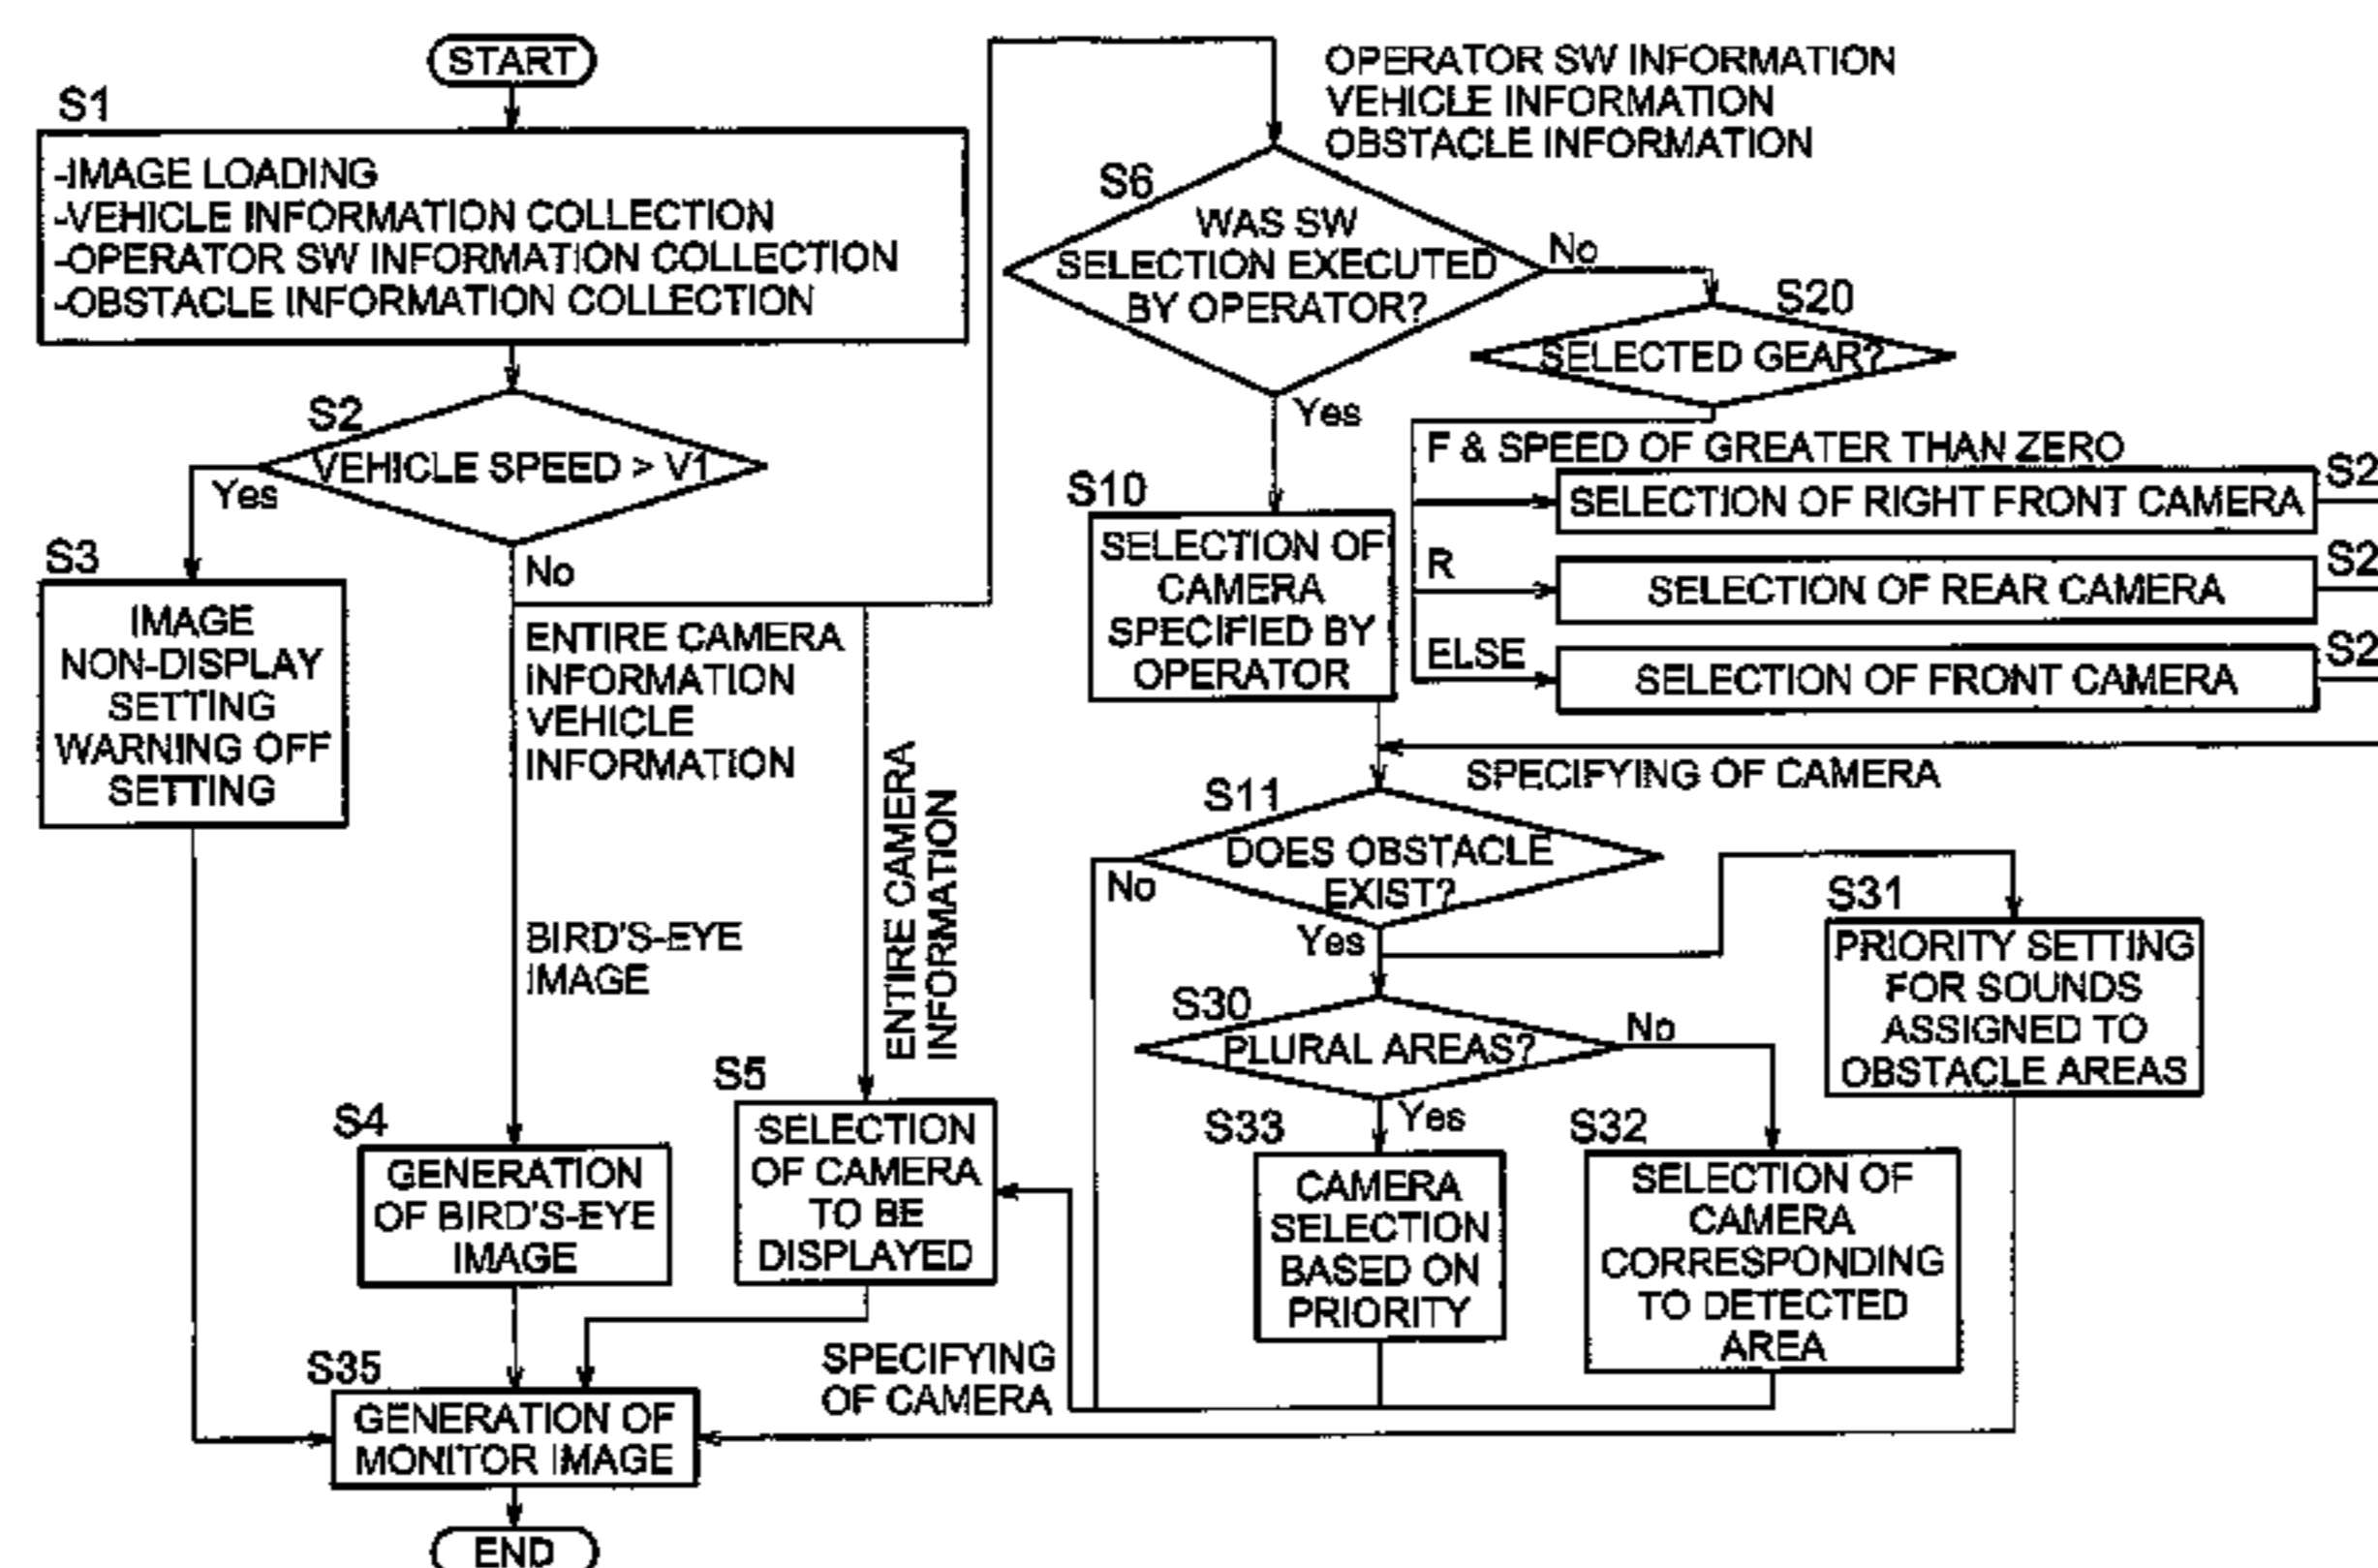 START
S1
-IMAGE LOADING
-VEHICLE INFORMATION COLLECTION
-OPERATOR SW INFORMATION COLLECTION
-OBSTACLE INFORMATION COLLECTION
S2
VEHICLE SPEED > V1
Yes
No
S3
IMAGE
NON-DISPLAY
SETTING
WARNING OFF
SETTING
ENTIRE CAMERA
INFORMATION
VEHICLE
INFORMATION
BIRD'S-EYE
IMAGE
ENTIRE CAMERA
INFORMATION
S4
GENERATION
OF BIRD'S-EYE
IMAGE
S5
SELECTION
OF CAMERA
TO BE
DISPLAYED
S35
GENERATION OF
MONITOR IMAGE
END
SPECIFYING
OF CAMERA
OPERATOR SW INFORMATION
VEHICLE INFORMATION
OBSTACLE INFORMATION
S6
WAS SW
SELECTION EXECUTED
BY OPERATOR?
No
Yes
S20
SELECTED GEAR?
F & SPEED OF GREATER THAN ZERO
SELECTION OF RIGHT FRONT CAMERA
S2
R
SELECTION OF REAR CAMERA
S2
ELSE
SELECTION OF FRONT CAMERA
S2
S10
SELECTION OF
CAMERA
SPECIFIED BY
OPERATOR
SPECIFYING OF CAMERA
S11
DOES OBSTACLE
EXIST?
No
Yes
S31
PRIORITY SETTING
FOR SOUNDS
ASSIGNED TO
OBSTACLE AREAS
S30
PLURAL AREAS?
No
Yes
S33
CAMERA
SELECTION
BASED ON
PRIORITY
S32
SELECTION OF
CAMERA
CORRESPONDING
TO DETECTED
AREA